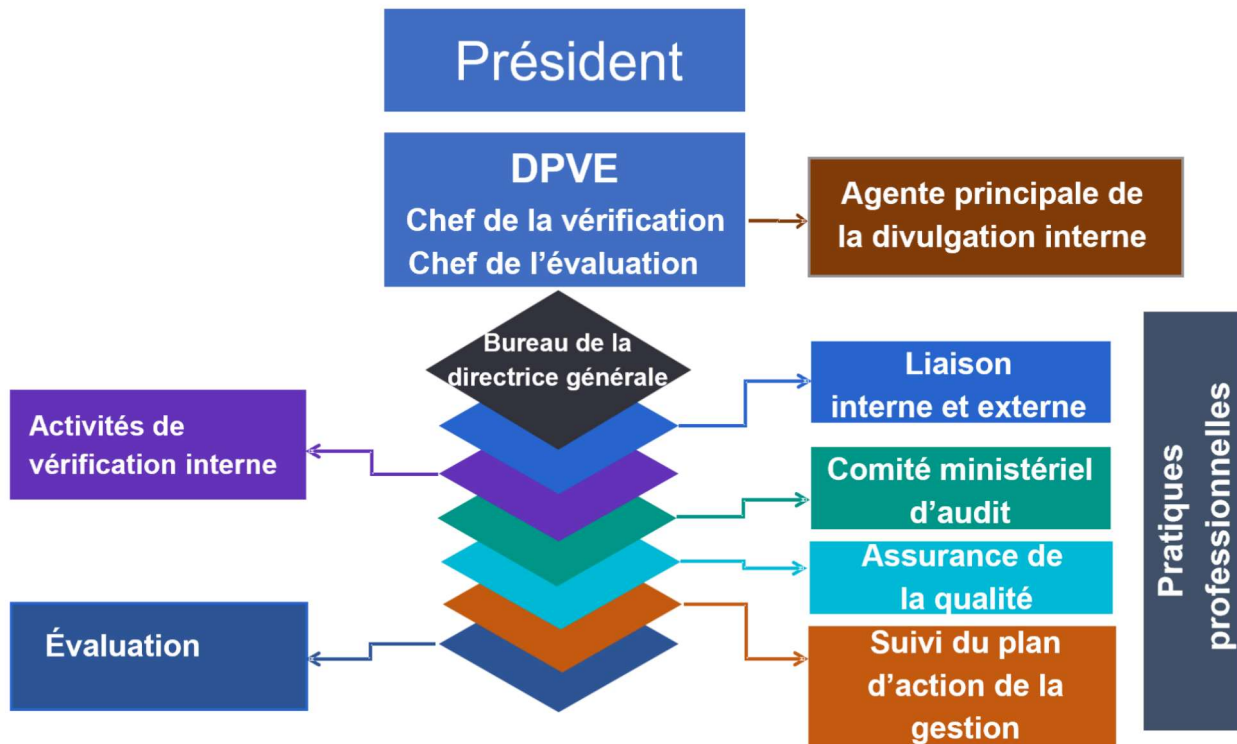 Président
DPVE
Chef de la vérification
Chef de l’évaluation
Agente principale de
la divulgation interne
Bureau de la
directrice générale
Liaison
interne et externe
Activités de
vérification interne
Comité ministériel
d’audit
Assurance de
la qualité
Évaluation
Suivi du plan
d’action de la
gestion
Pratiques
professionnelles